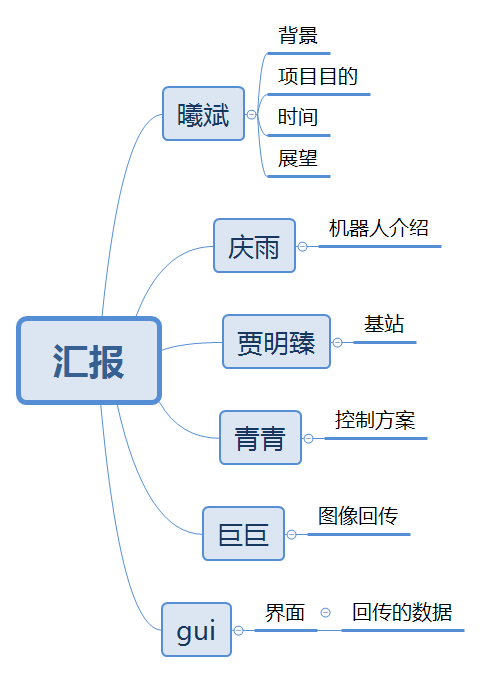 汇报
曦斌
背景
项目目的
时间
展望
庆雨
机器人介绍
贾明臻
基站
青青
控制方案
巨巨
图像回传
gui
界面
回传的数据